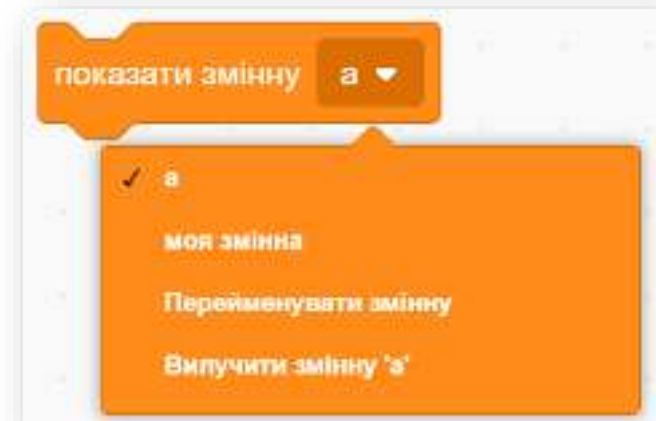 показати змінну а
а
моя змінна
Перейменувати змінну
Вилучити змінну 'а'